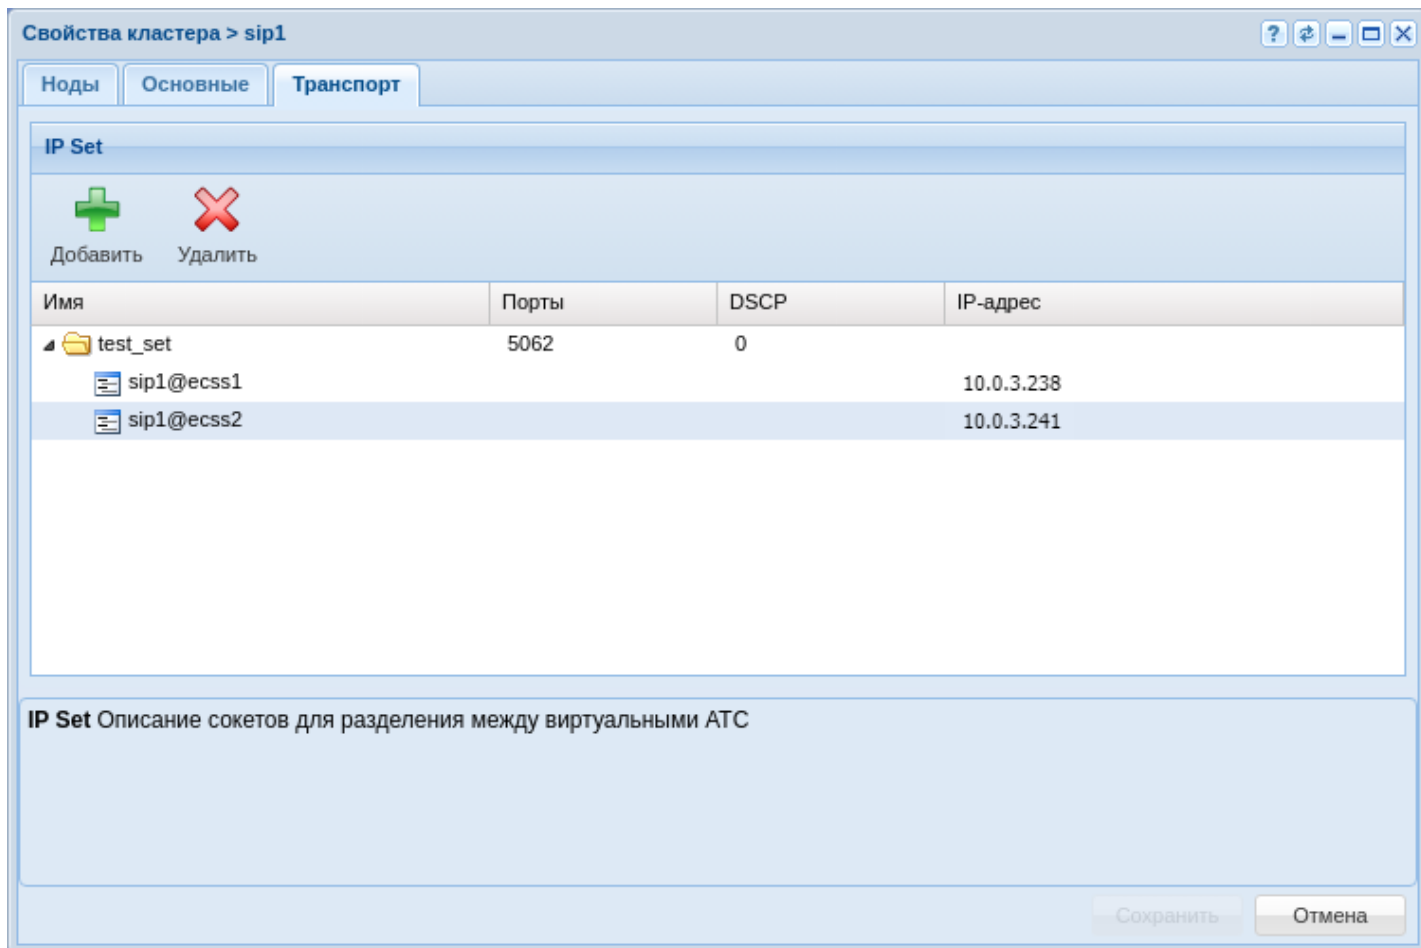 Свойства кластера > sip1
Ноды Основные Транспорт
IP Set
Добавить Удалить
Имя Порты DSCP IP-адрес
test_set 5062 0
sip1@ecss1 10.0.3.238
sip1@ecss2 10.0.3.241
IP Set Описание сокетов для разделения между виртуальными АТС
Сохранить Отмена